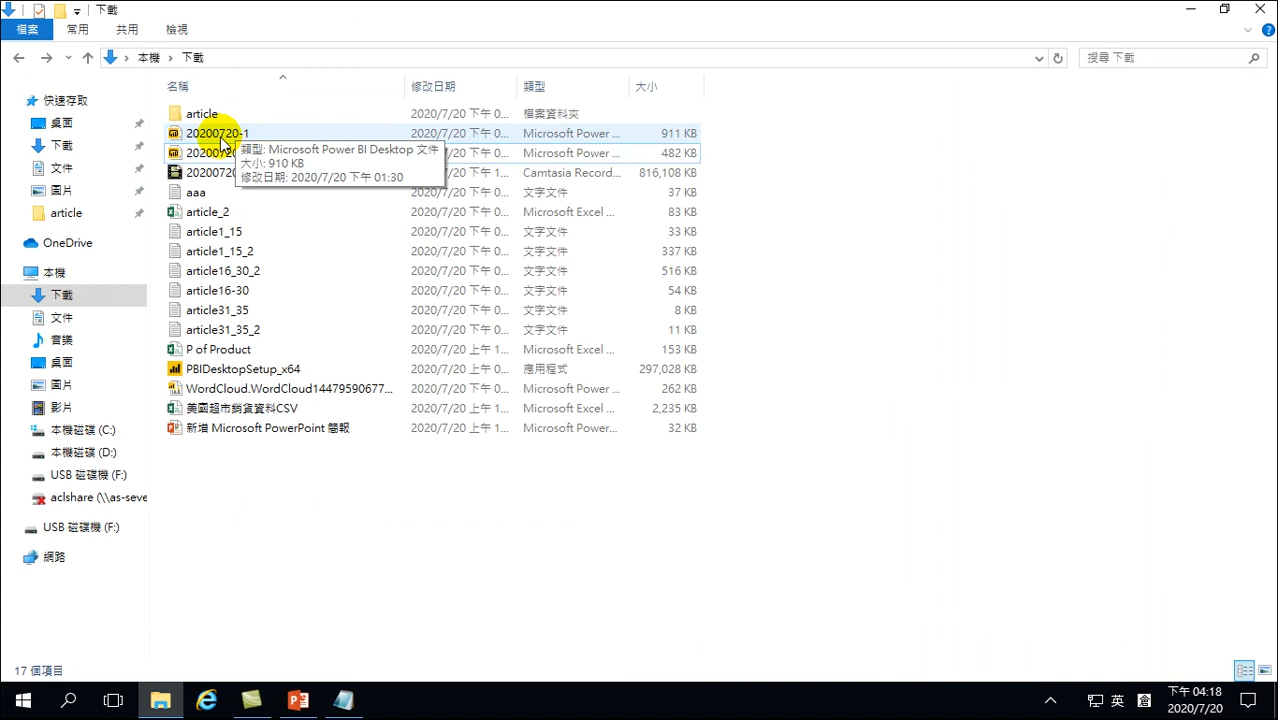 下載
檔案 常用 共用 檢視
本機 下載 搜尋 下載
名稱 修改日期 類型 大小
article 2020/7/20 下午 0... 檔案資料夾
20200720-1 2020/7/20 下午 0... Microsoft Power ... 911 KB
2020072 2020/7/20 下午 0... Microsoft Power ... 482 KB
類型: Microsoft Power BI Desktop 文件
大小: 910 KB
修改日期: 2020/7/20 下午 01:30
2020072 2020/7/20 下午 1... Camtasia Record... 816,108 KB
aaa 2020/7/20 下午 0... 文字文件 37 KB
article_2 2020/7/20 下午 0... Microsoft Excel ... 83 KB
article1_15 2020/7/20 下午 0... 文字文件 33 KB
article1_15_2 2020/7/20 下午 0... 文字文件 337 KB
article16_30_2 2020/7/20 下午 0... 文字文件 516 KB
article16-30 2020/7/20 下午 0... 文字文件 54 KB
article31_35 2020/7/20 下午 0... 文字文件 8 KB
article31_35_2 2020/7/20 下午 0... 文字文件 11 KB
P of Product 2020/7/20 上午 1... Microsoft Excel ... 153 KB
PBIDesktopSetup_x64 2020/7/20 上午 1... 應用程式 297,028 KB
WordCloud.WordCloud14479590677... 2020/7/20 下午 0... Microsoft Power ... 262 KB
美國超市銷貨資料CSV 2020/7/20 上午 1... Microsoft Excel ... 2,235 KB
新增 Microsoft PowerPoint 簡報 2020/7/20 上午 1... Microsoft Power... 32 KB
快速存取
桌面
下載
文件
圖片
article
OneDrive
本機
下載
文件
音樂
桌面
圖片
影片
本機磁碟 (C:)
本機磁碟 (D:)
USB 磁碟機 (F:)
aclshare (\\as-seve
USB 磁碟機 (F:)
網路
17 個項目
英 下午 04:18
2020/7/20